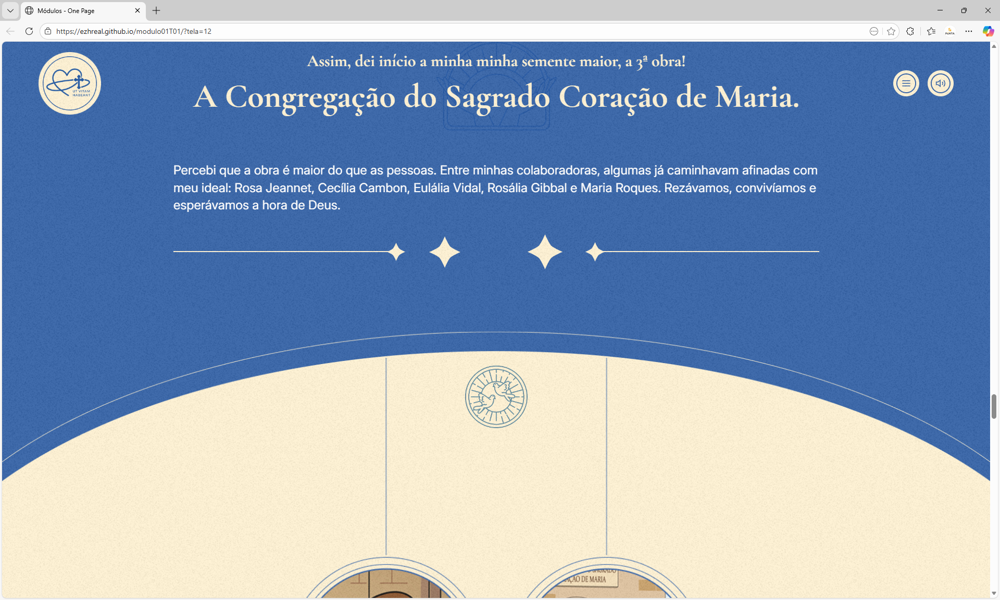 Módulos - One Page
https://ezhreal.github.io/modulo01T01/?tela=12
PENTA
UT VITAM
HABEANT
Assim, dei início a minha minha semente maior, a 3ª obra!
A Congregação do Sagrado Coração de Maria.
Percebi que a obra é maior do que as pessoas. Entre minhas colaboradoras, algumas já caminhavam afinadas com
meu ideal: Rosa Jeannet, Cecília Cambon, Eulália Vidal, Rosália Gibbal e Maria Roques. Rezávamos, convivíamos e
esperávamos a hora de Deus.
SAGRADO
AÇÃO DE MARIA